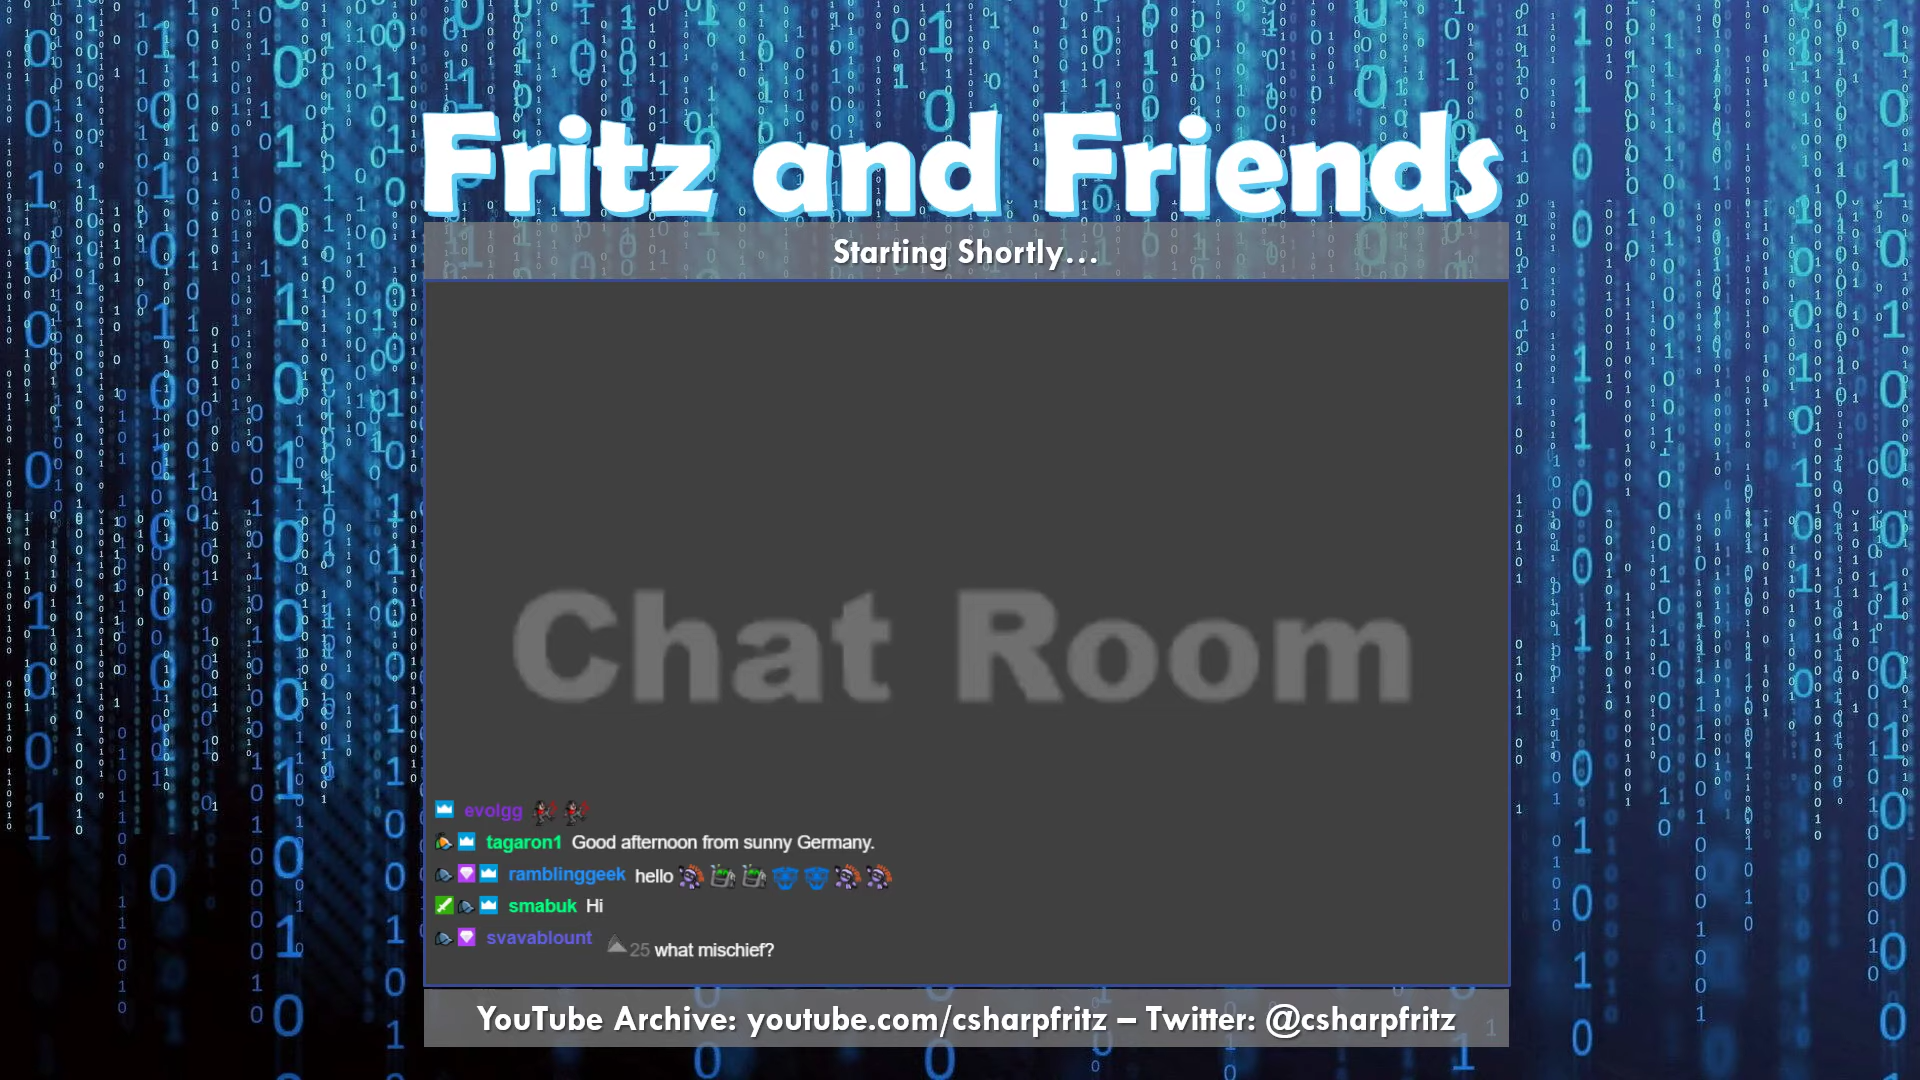 Fritz and Friends
Starting Shortly...
Chat Room
evolgg
tagaron1 Good afternoon from sunny Germany.
ramblinggeek hello
smabuk Hi
svavablount 25 what mischief?
YouTube Archive: youtube.com/csharpfritz – Twitter: @csharpfritz